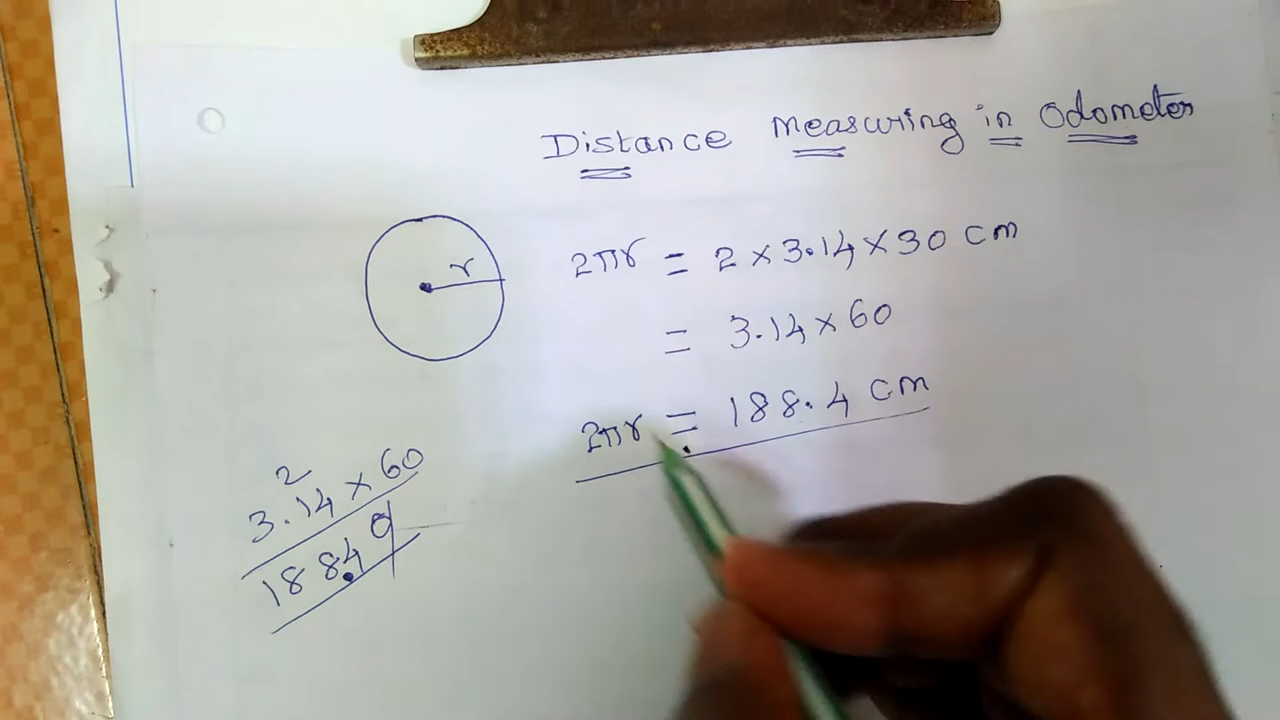 Distance Measuring in Odometer
r
2πr = 2 × 3.14 × 30 cm
= 3.14 × 60
2πr = 188.4 cm
2
3.14 × 60
188.40